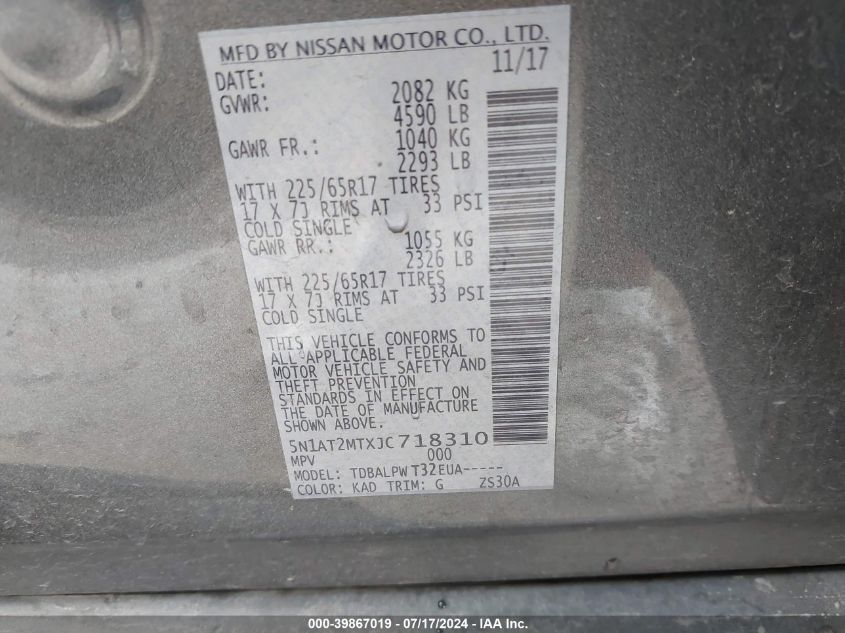 MFD BY NISSAN MOTOR CO., LTD.
DATE: 11/17
GVWR: 2082 KG
4590 LB
GAWR FR.: 1040 KG
2293 LB
WITH 225/65R17 TIRES
17 X 7J RIMS AT 33 PSI
COLD SINGLE
GAWR RR.: 1055 KG
2326 LB
WITH 225/65R17 TIRES
17 X 7J RIMS AT 33 PSI
COLD SINGLE
THIS VEHICLE CONFORMS TO
ALL APPLICABLE FEDERAL
MOTOR VEHICLE SAFETY AND
THEFT PREVENTION
STANDARDS IN EFFECT ON
THE DATE OF MANUFACTURE
SHOWN ABOVE.
5N1AT2MTXJC718310
MPV 000
MODEL: TDBALPWT32EUA-----
COLOR: KAD TRIM: G ZS30A
000-39867019 / 07/17/2024 - IAA Inc.